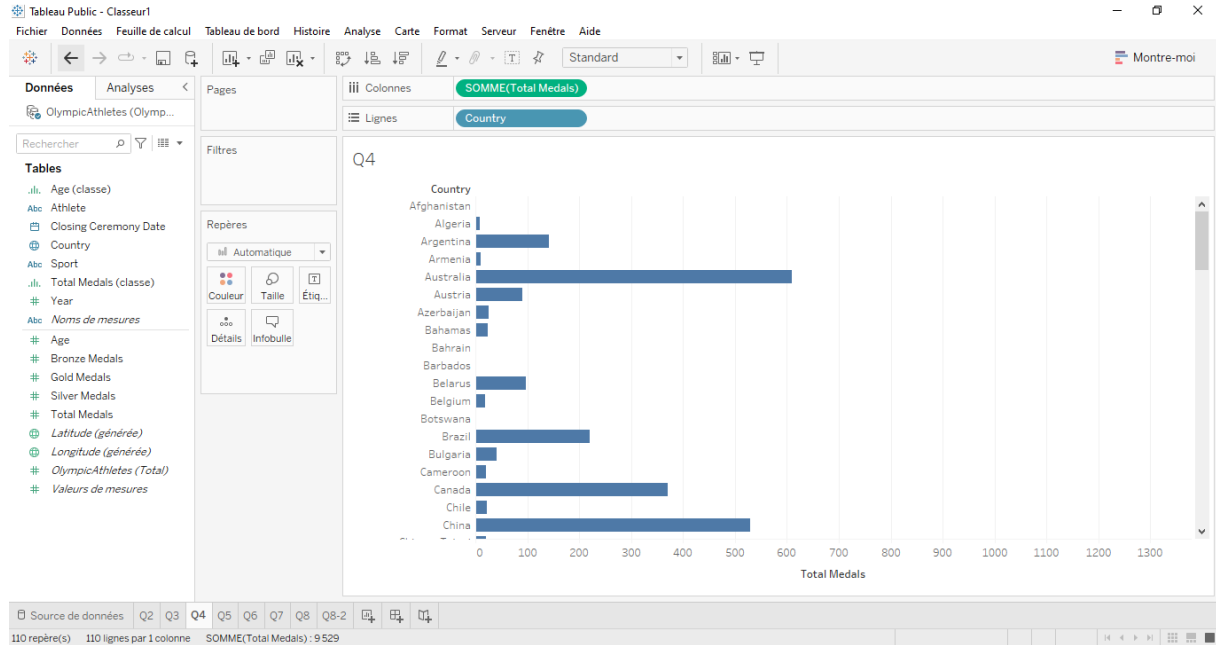 Tableau Public - Classeur1
Fichier Données Feuille de calcul Tableau de bord Histoire Analyse Carte Format Serveur Fenêtre Aide
Standard
Montre-moi
Données Analyses
OlympicAthletes (Olymp...
Rechercher
Tables
Age (classe)
Abc Athlete
Closing Ceremony Date
Country
Abc Sport
Total Medals (classe)
# Year
Abc Noms de mesures
# Age
# Bronze Medals
# Gold Medals
# Silver Medals
# Total Medals
Latitude (générée)
Longitude (générée)
# OlympicAthletes (Total)
# Valeurs de mesures
Pages
Filtres
Repères
Automatique
Couleur Taille Étiq...
Détails Infobulle
Colonnes SOMME(Total Medals)
Lignes Country
Q4
Country
Afghanistan
Algeria
Argentina
Armenia
Australia
Austria
Azerbaijan
Bahamas
Bahrain
Barbados
Belarus
Belgium
Botswana
Brazil
Bulgaria
Cameroon
Canada
Chile
China
0 100 200 300 400 500 600 700 800 900 1000 1100 1200 1300
Total Medals
Source de données Q2 Q3 Q4 Q5 Q6 Q7 Q8 Q8-2
110 repère(s) 110 lignes par 1 colonne SOMME(Total Medals) : 9 529